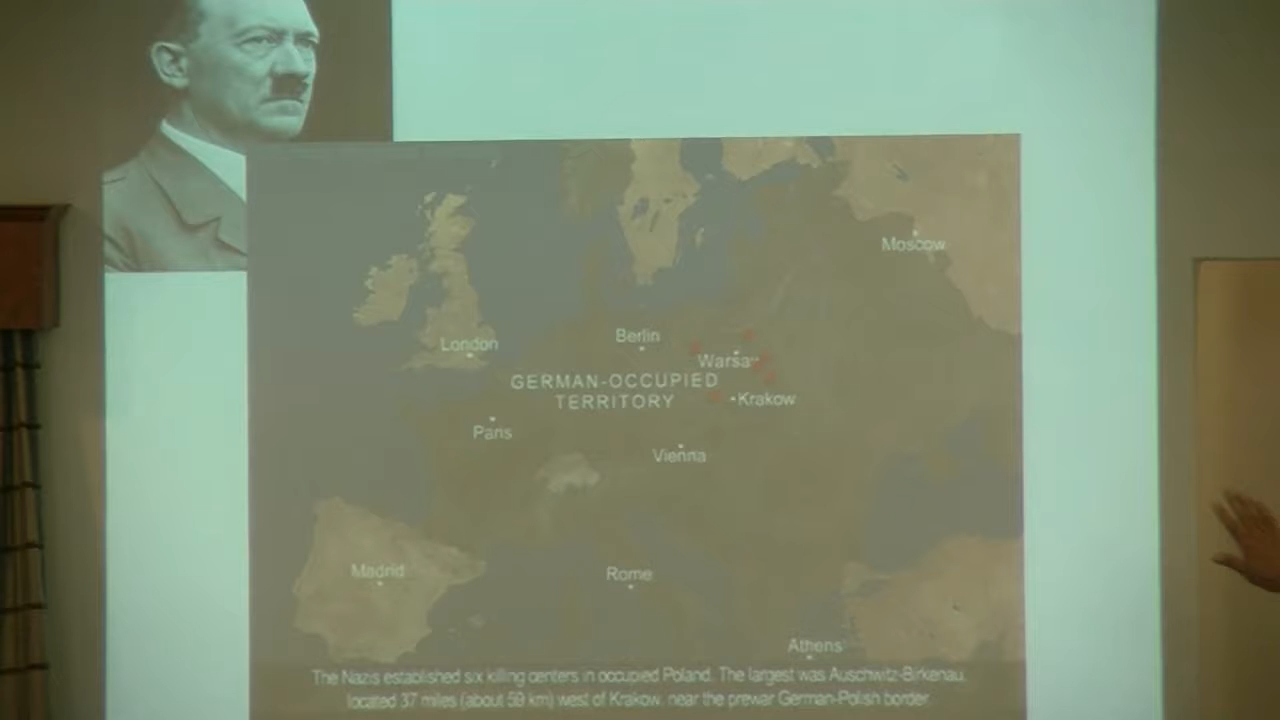 Moscow
Berlin
London
Warsaw
GERMAN-OCCUPIED
TERRITORY
Krakow
Paris
Vienna
Madrid
Rome
Athens
The Nazis established six killing centers in occupied Poland. The largest was Auschwitz-Birkenau,
located 37 miles (about 59 km) west of Krakow, near the prewar German-Polish border.